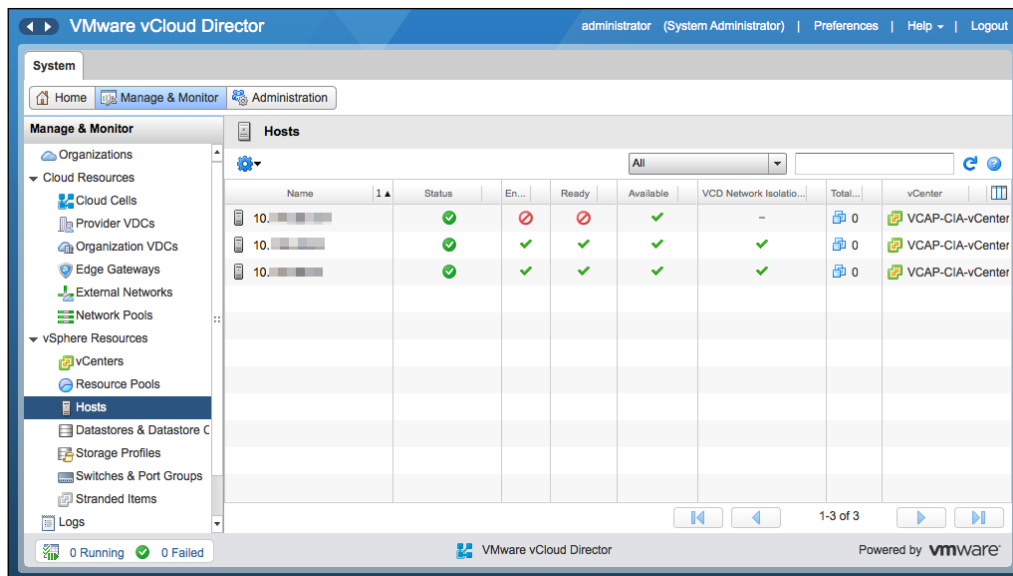 VMware vCloud Director
administrator (System Administrator) | Preferences | Help | Logout
System
Home Manage & Monitor Administration
Manage & Monitor
Organizations
Cloud Resources
Cloud Cells
Provider VDCs
Organization VDCs
Edge Gateways
External Networks
Network Pools
vSphere Resources
vCenters
Resource Pools
Hosts
Datastores & Datastore C
Storage Profiles
Switches & Port Groups
Stranded Items
Logs
Hosts
All
Name 1 Status En... Ready Available VCD Network Isolatio... Total... vCenter
10. – 0 VCAP-CIA-vCenter
10. 0 VCAP-CIA-vCenter
10. 0 VCAP-CIA-vCenter
1-3 of 3
0 Running 0 Failed
VMware vCloud Director
Powered by vmware